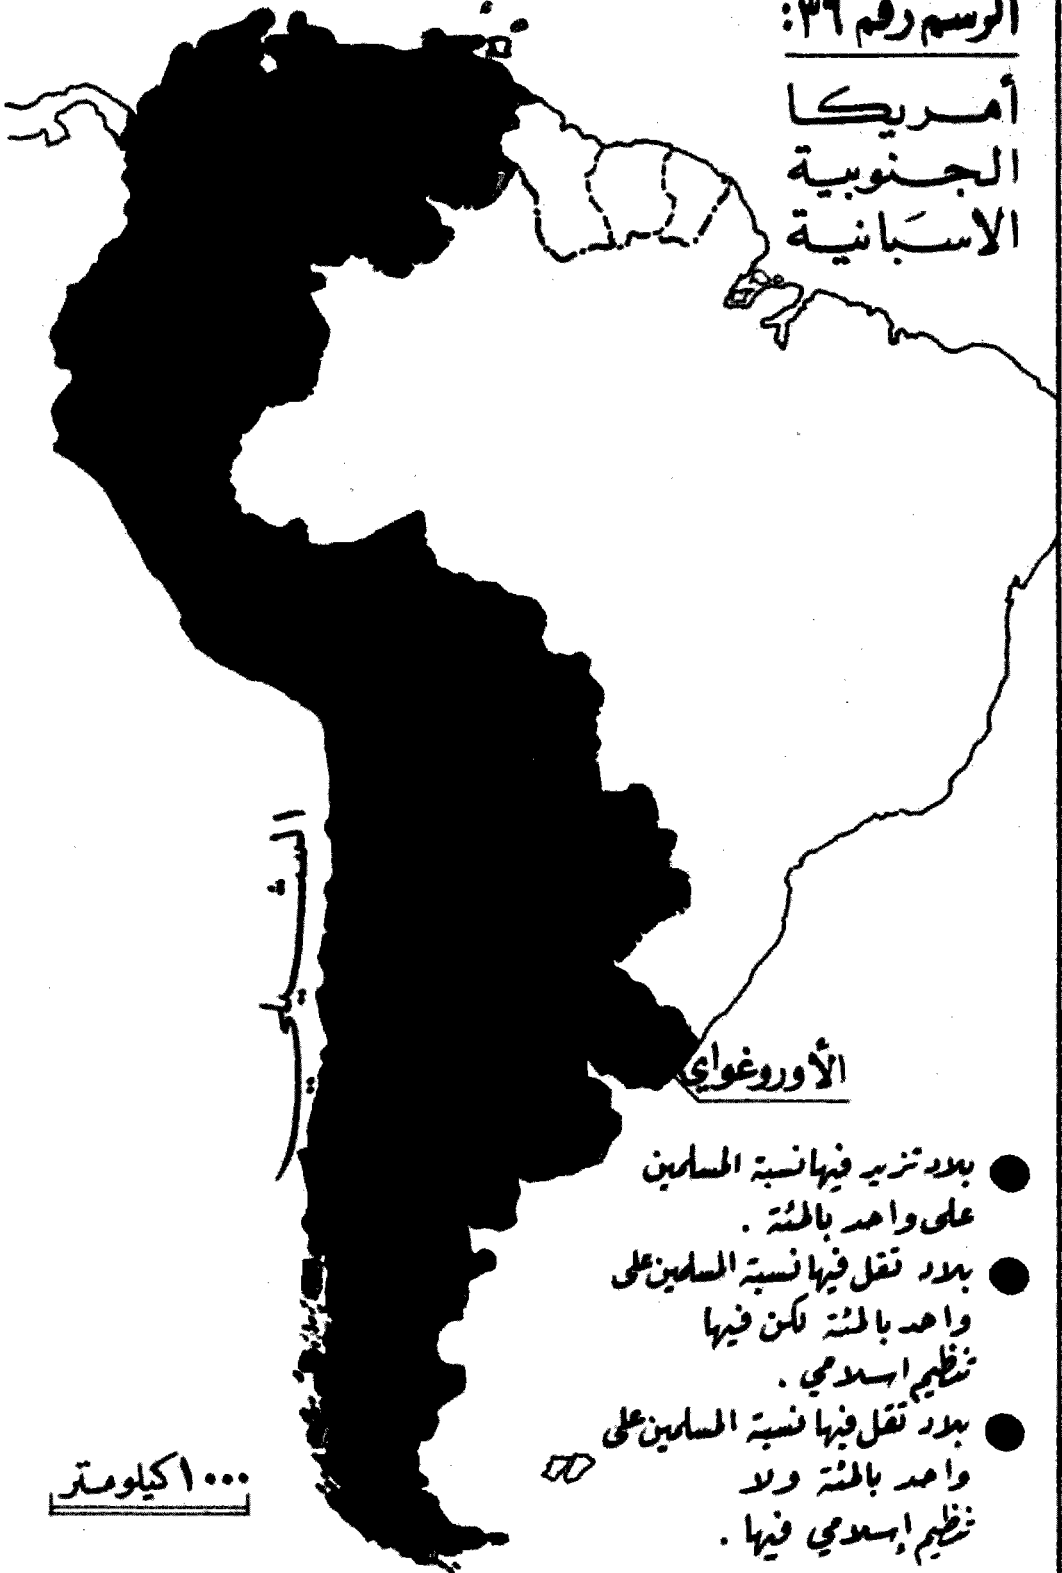 الرسم رقم ٣٦:
أمريكا
الجنوبية
الاسبانية
التشيلي
الأوروغواي
بلاد تزيد فيها نسبة المسلمين
على واحد بالمئة .
بلاد تقل فيها نسبة المسلمين على
واحد بالمئة لكن فيها
تنظيم اسلامي .
بلاد تقل فيها نسبة المسلمين على
واحد بالمئة ولا
تنظيم إسلامي فيها .
١٠٠٠ كيلومتر